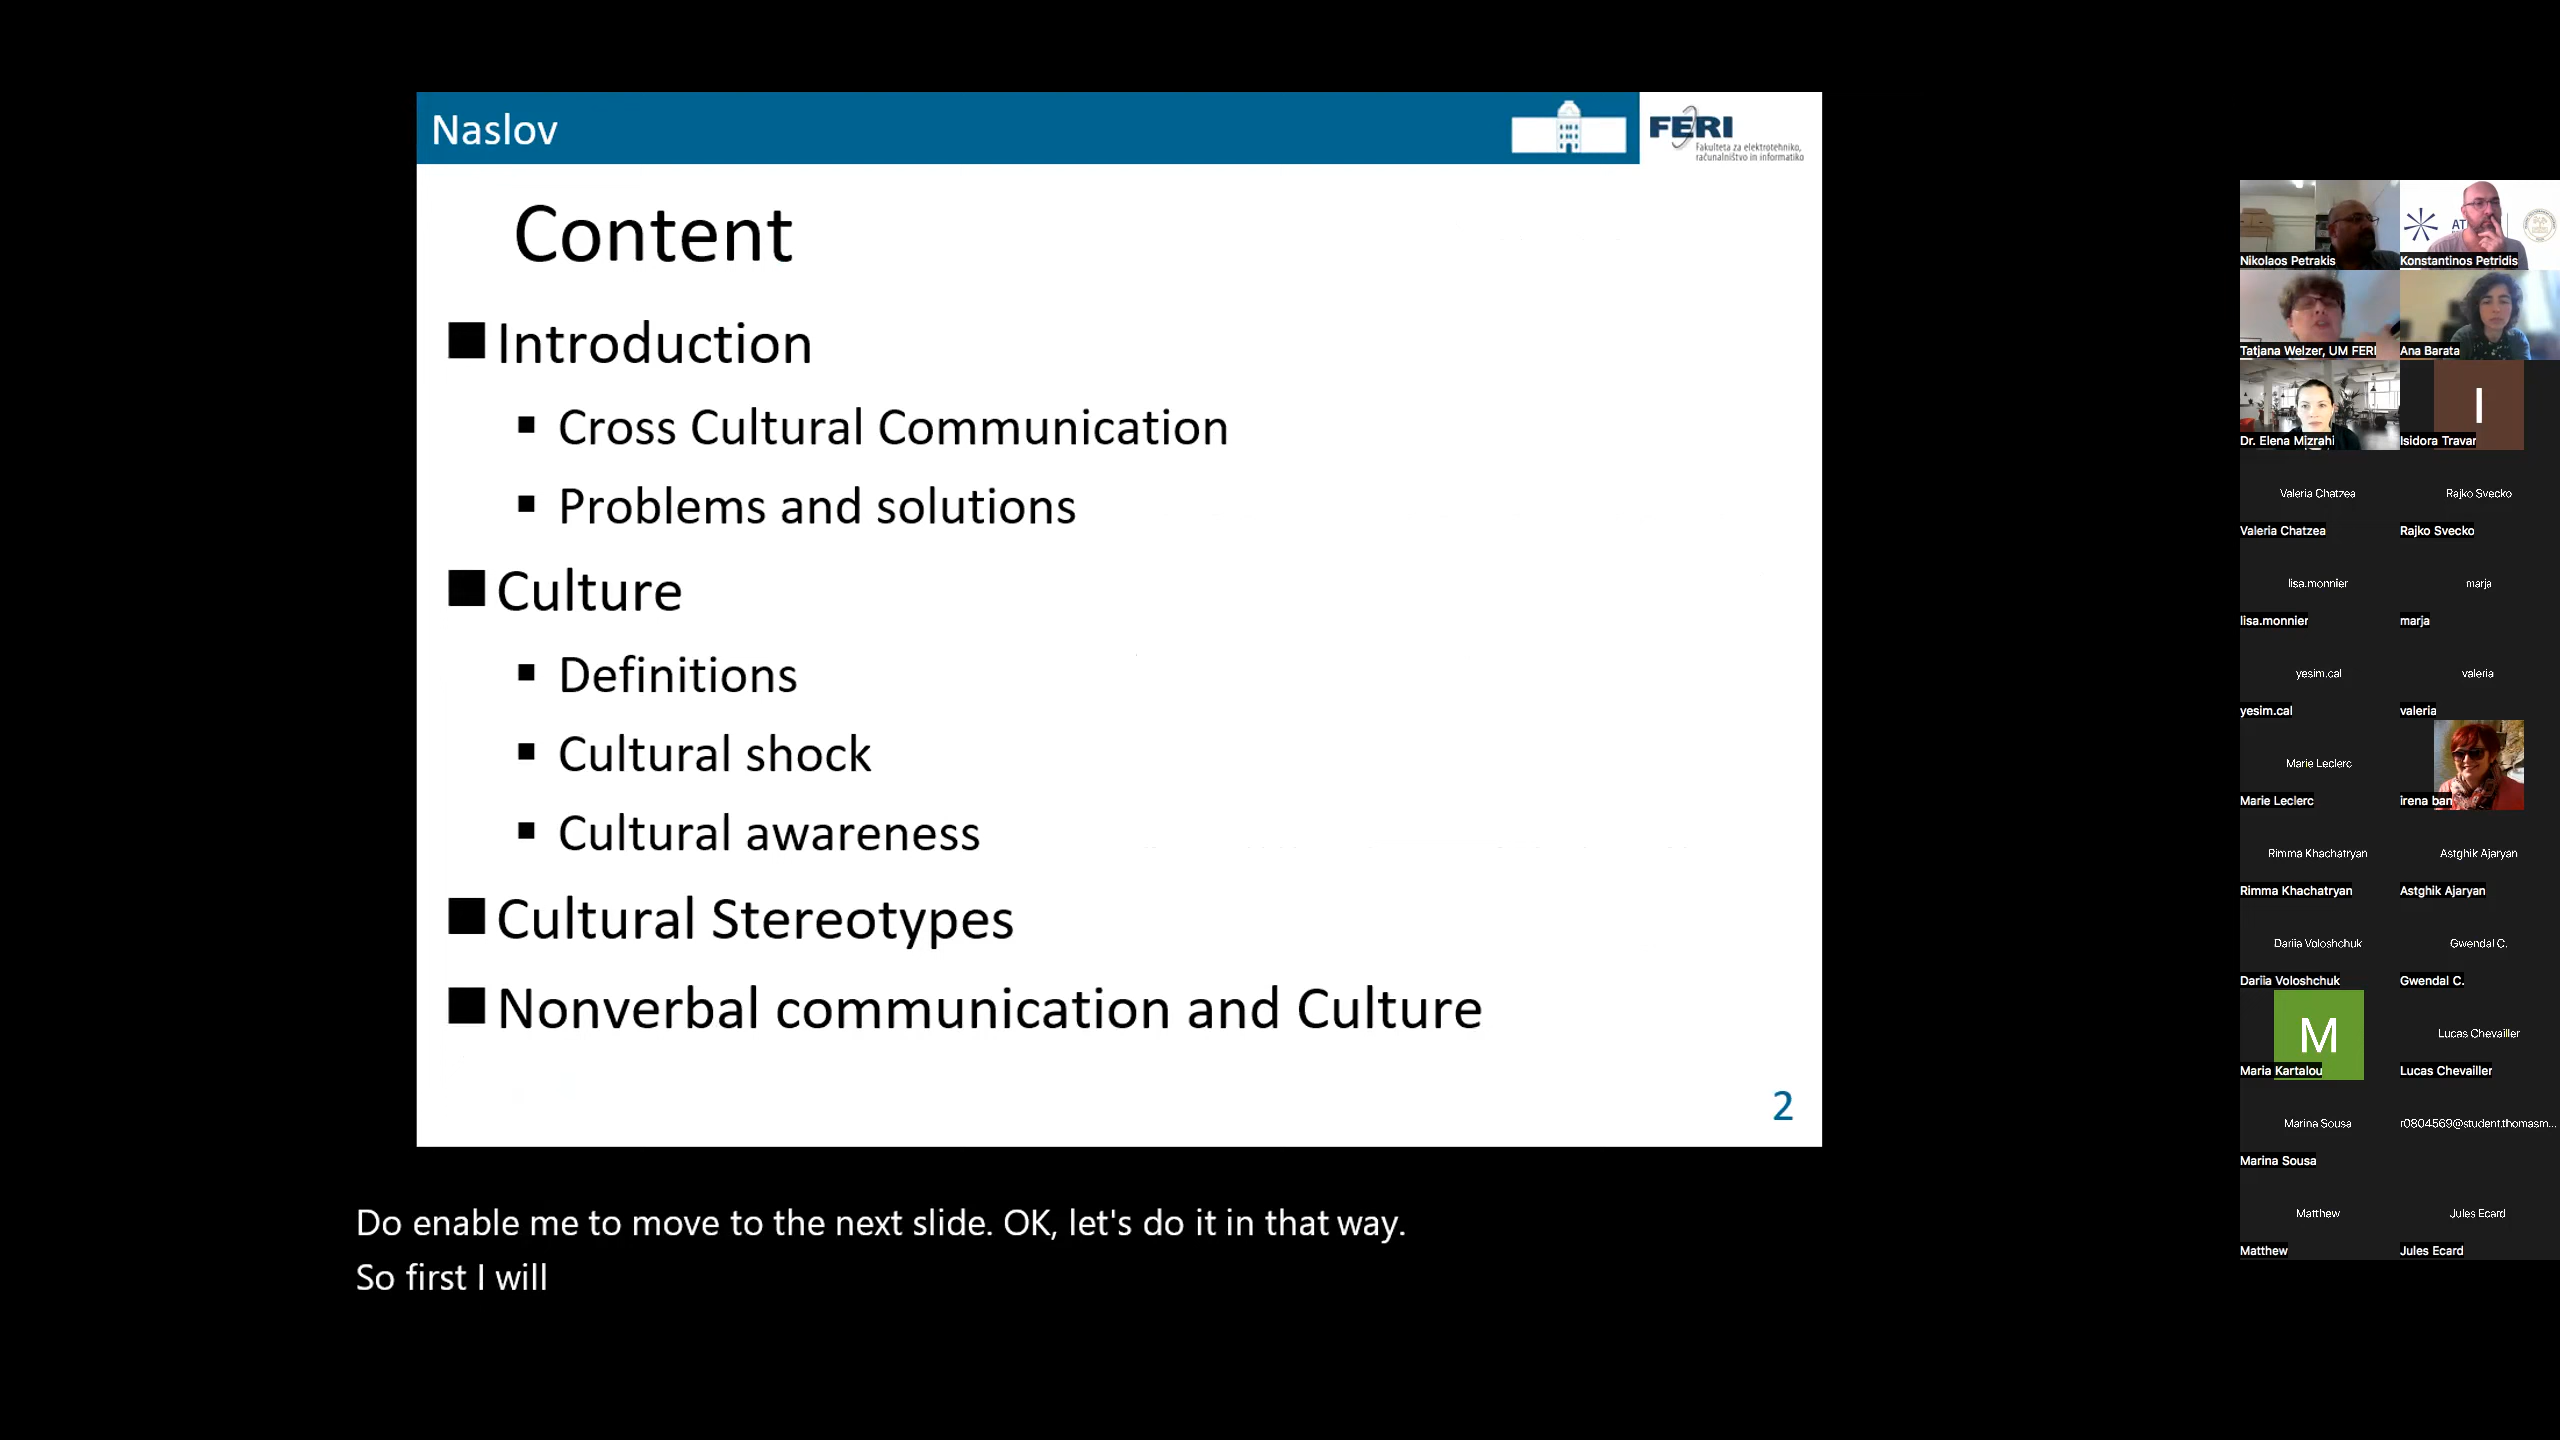 Naslov
FERI
Fakulteta za elektrotehniko,
računalništvo in informatiko
Content
Introduction
Cross Cultural Communication
Problems and solutions
Culture
Definitions
Cultural shock
Cultural awareness
Cultural Stereotypes
Nonverbal communication and Culture
2
Do enable me to move to the next slide. OK, let's do it in that way.
So first I will
Nikolaos Petrakis
Konstantinos Petridis
Tatjana Welzer, UM FERI
Ana Barata
Dr. Elena Mizrahi
I
Isidora Travar
Valeria Chatzea
Valeria Chatzea
Rajko Svecko
Rajko Svecko
lisa.monnier
lisa.monnier
marja
marja
yesim.cal
yesim.cal
valeria
valeria
Marie Leclerc
Marie Leclerc
irena ban
Rimma Khachatryan
Rimma Khachatryan
Astghik Ajaryan
Astghik Ajaryan
Dariia Voloshchuk
Dariia Voloshchuk
Gwendal C.
Gwendal C.
M
Maria Kartalou
Lucas Chevailler
Lucas Chevailler
Marina Sousa
Marina Sousa
r0804569@student.thomasm...
Matthew
Matthew
Jules Ecard
Jules Ecard